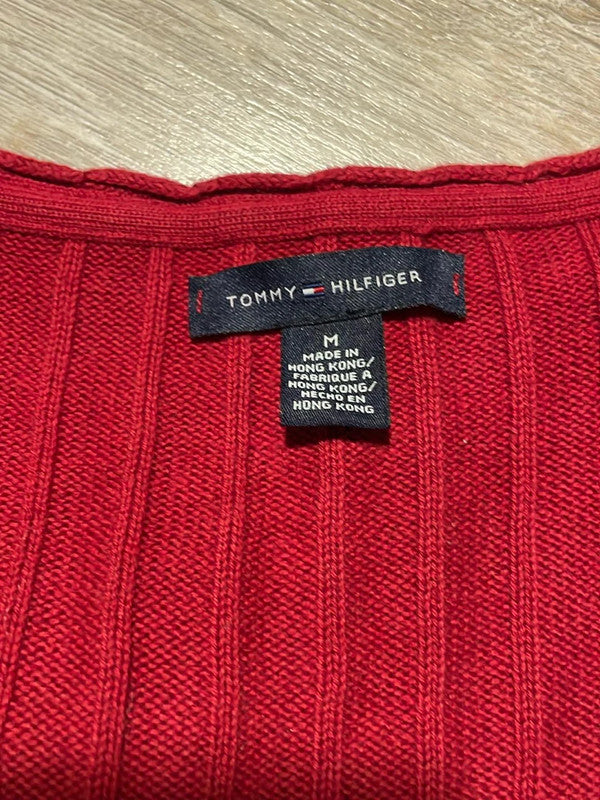 TOMMY HILFIGER
M
MADE IN
HONG KONG/
FABRIQUE A
HONG KONG/
HECHO EN
HONG KONG